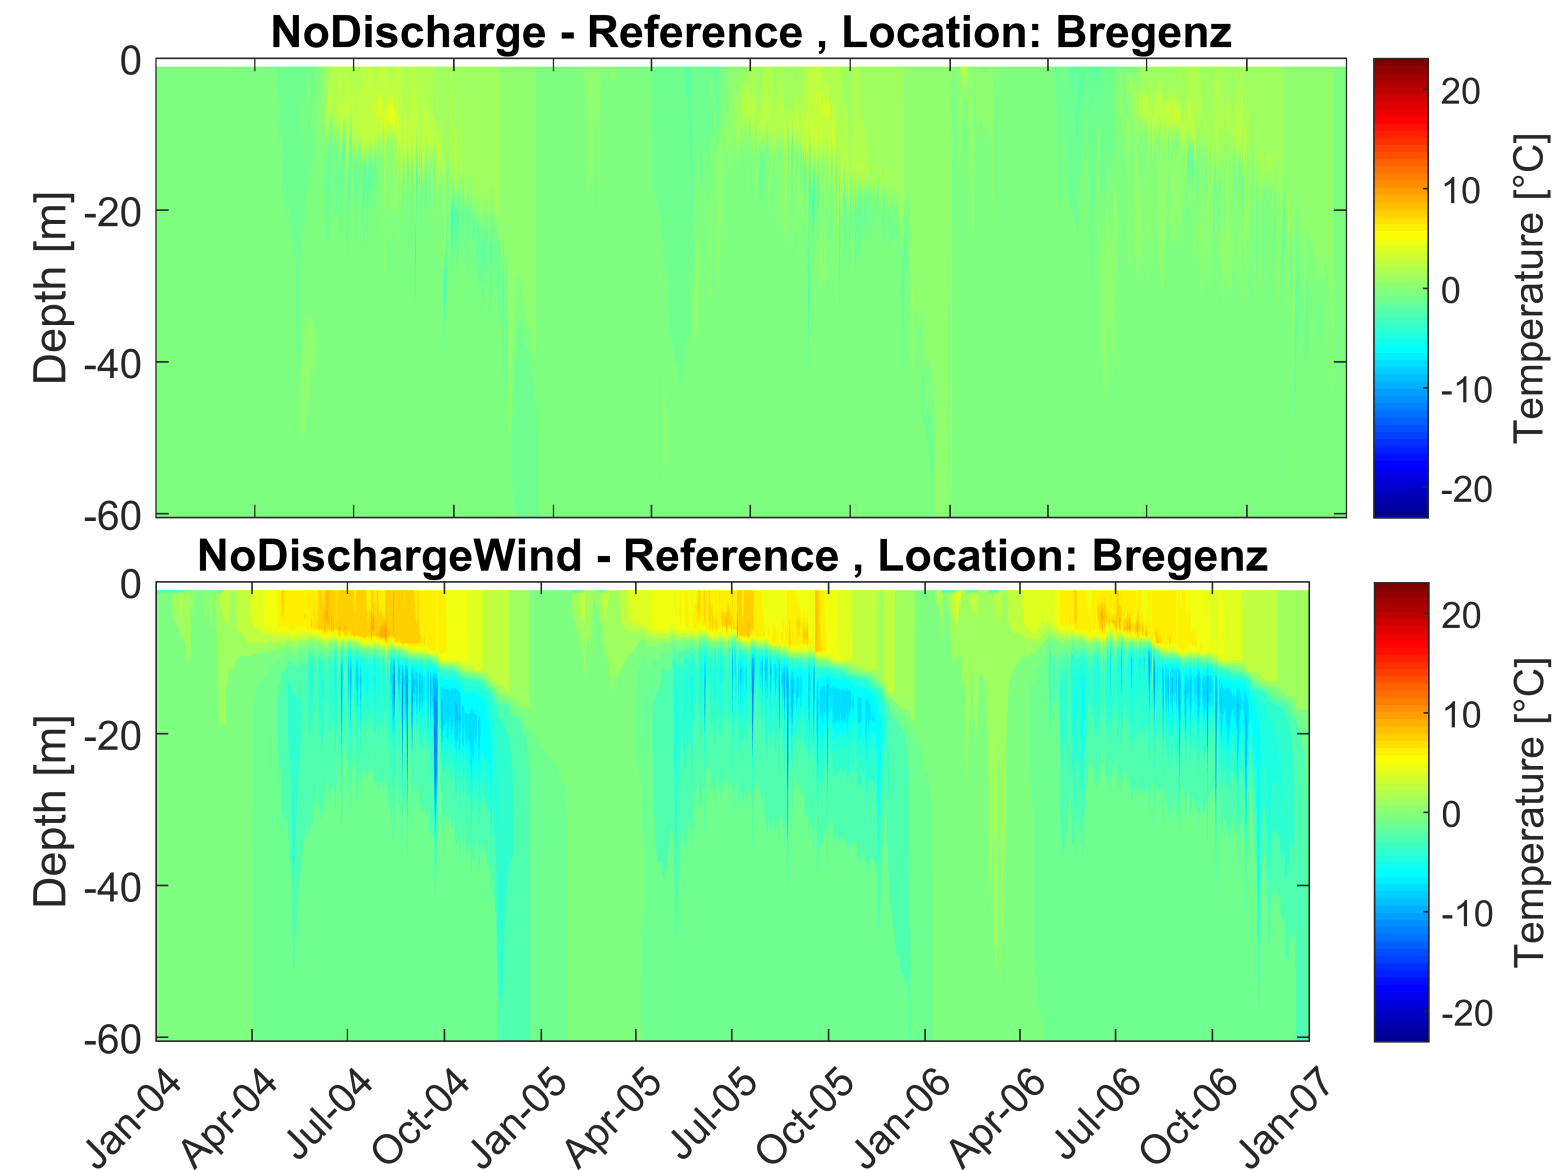 NoDischarge - Reference , Location: Bregenz
0
-20
-40
-60
Depth [m]
20
10
0
-10
-20
Temperature [°C]
NoDischargeWind - Reference , Location: Bregenz
0
-20
-40
-60
Depth [m]
20
10
0
-10
-20
Temperature [°C]
Jan-04 Apr-04 Jul-04 Oct-04 Jan-05 Apr-05 Jul-05 Oct-05 Jan-06 Apr-06 Jul-06 Oct-06 Jan-07